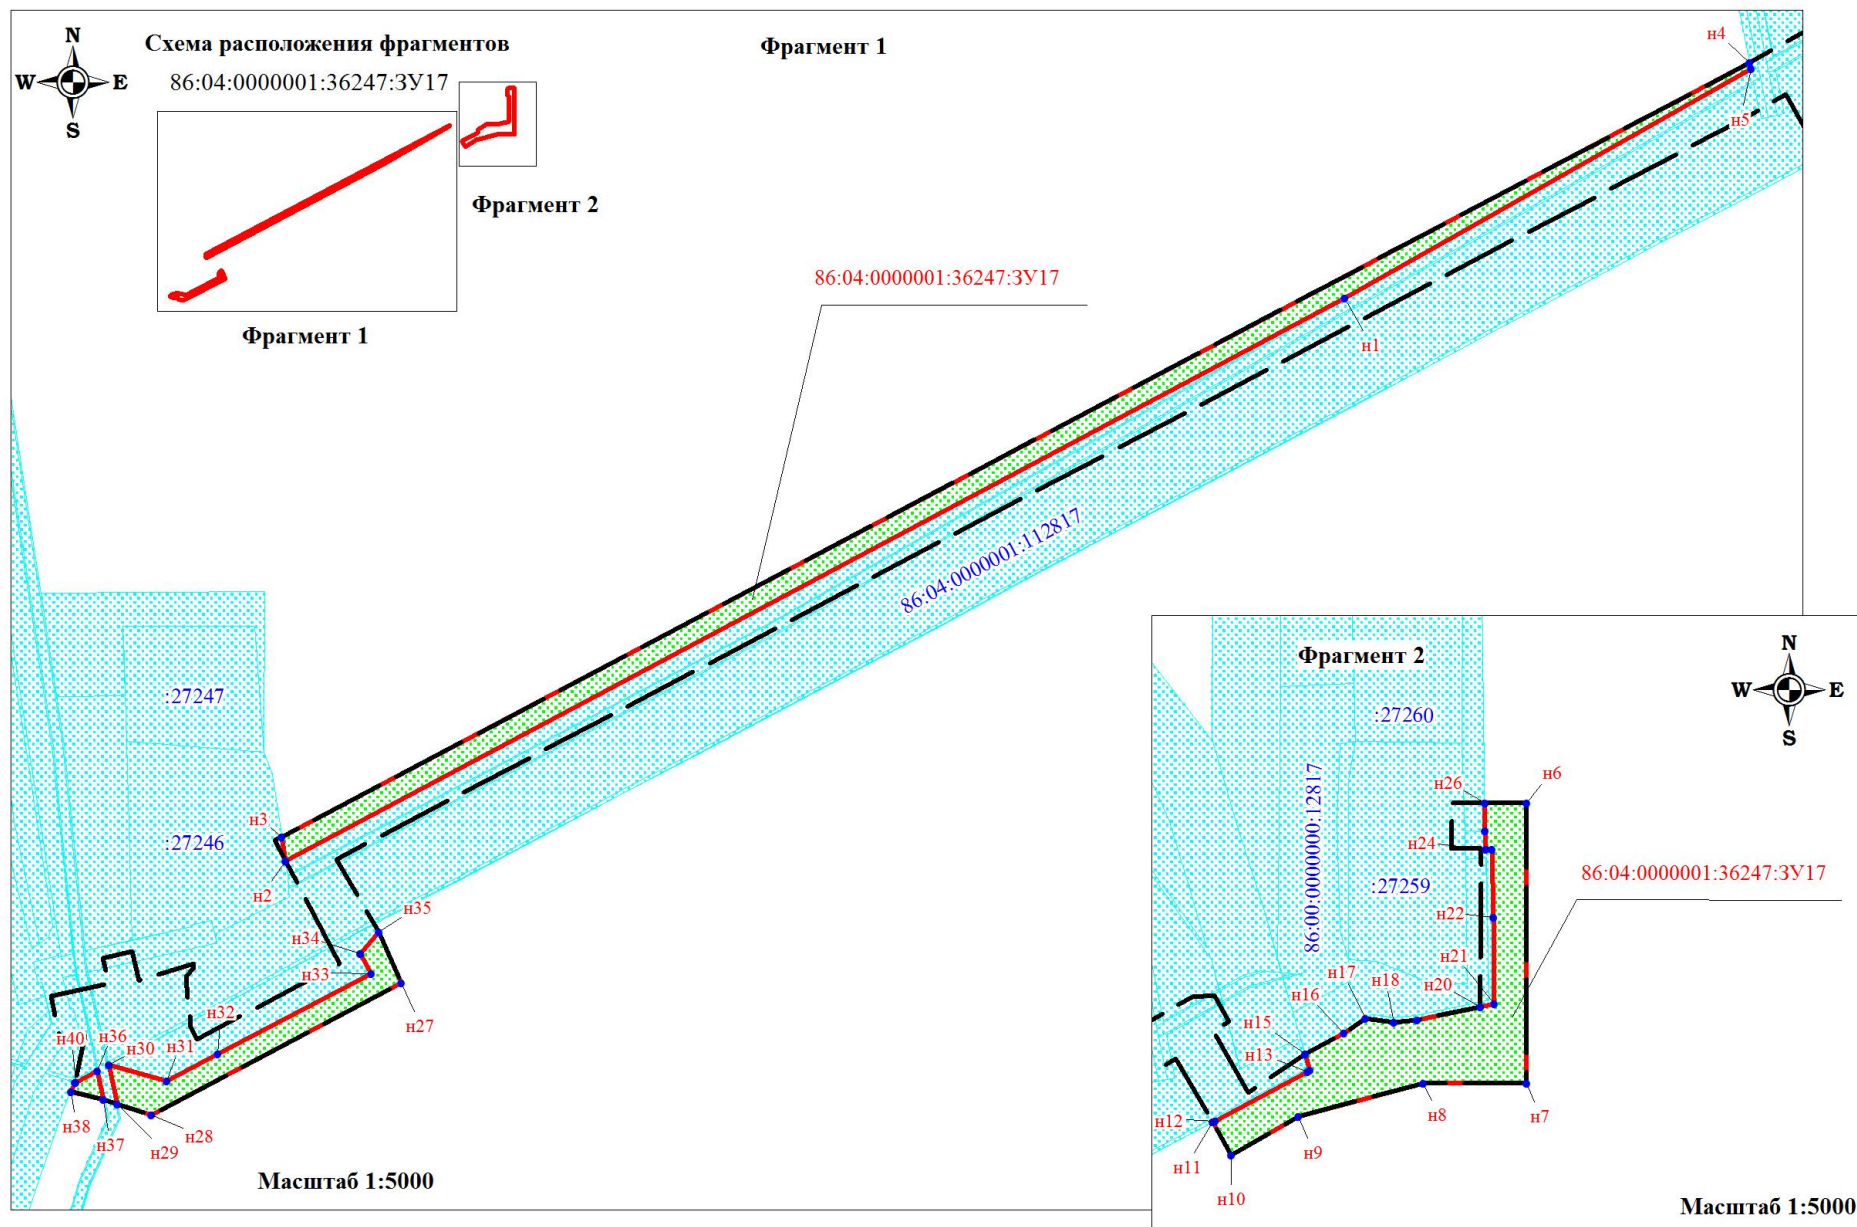 N
W
E
S
Схема расположения фрагментов
86:04:0000001:36247:ЗУ17
Фрагмент 2
Фрагмент 1
Фрагмент 1
н4
н5
86:04:0000001:36247:ЗУ17
н1
86:04:0000001:112817
:27247
:27246
н3
н2
н35
н34
н33
н27
н32
н36
н40
н30
н31
н38
н37
н29
н28
Масштаб 1:5000
Фрагмент 2
N
W
E
S
:27260
86:00:0000000:12817
н26
н6
н24
:27259
86:04:0000001:36247:ЗУ17
н22
н21
н17
н18
н20
н16
н15
н13
н12
н8
н7
н9
н11
н10
Масштаб 1:5000